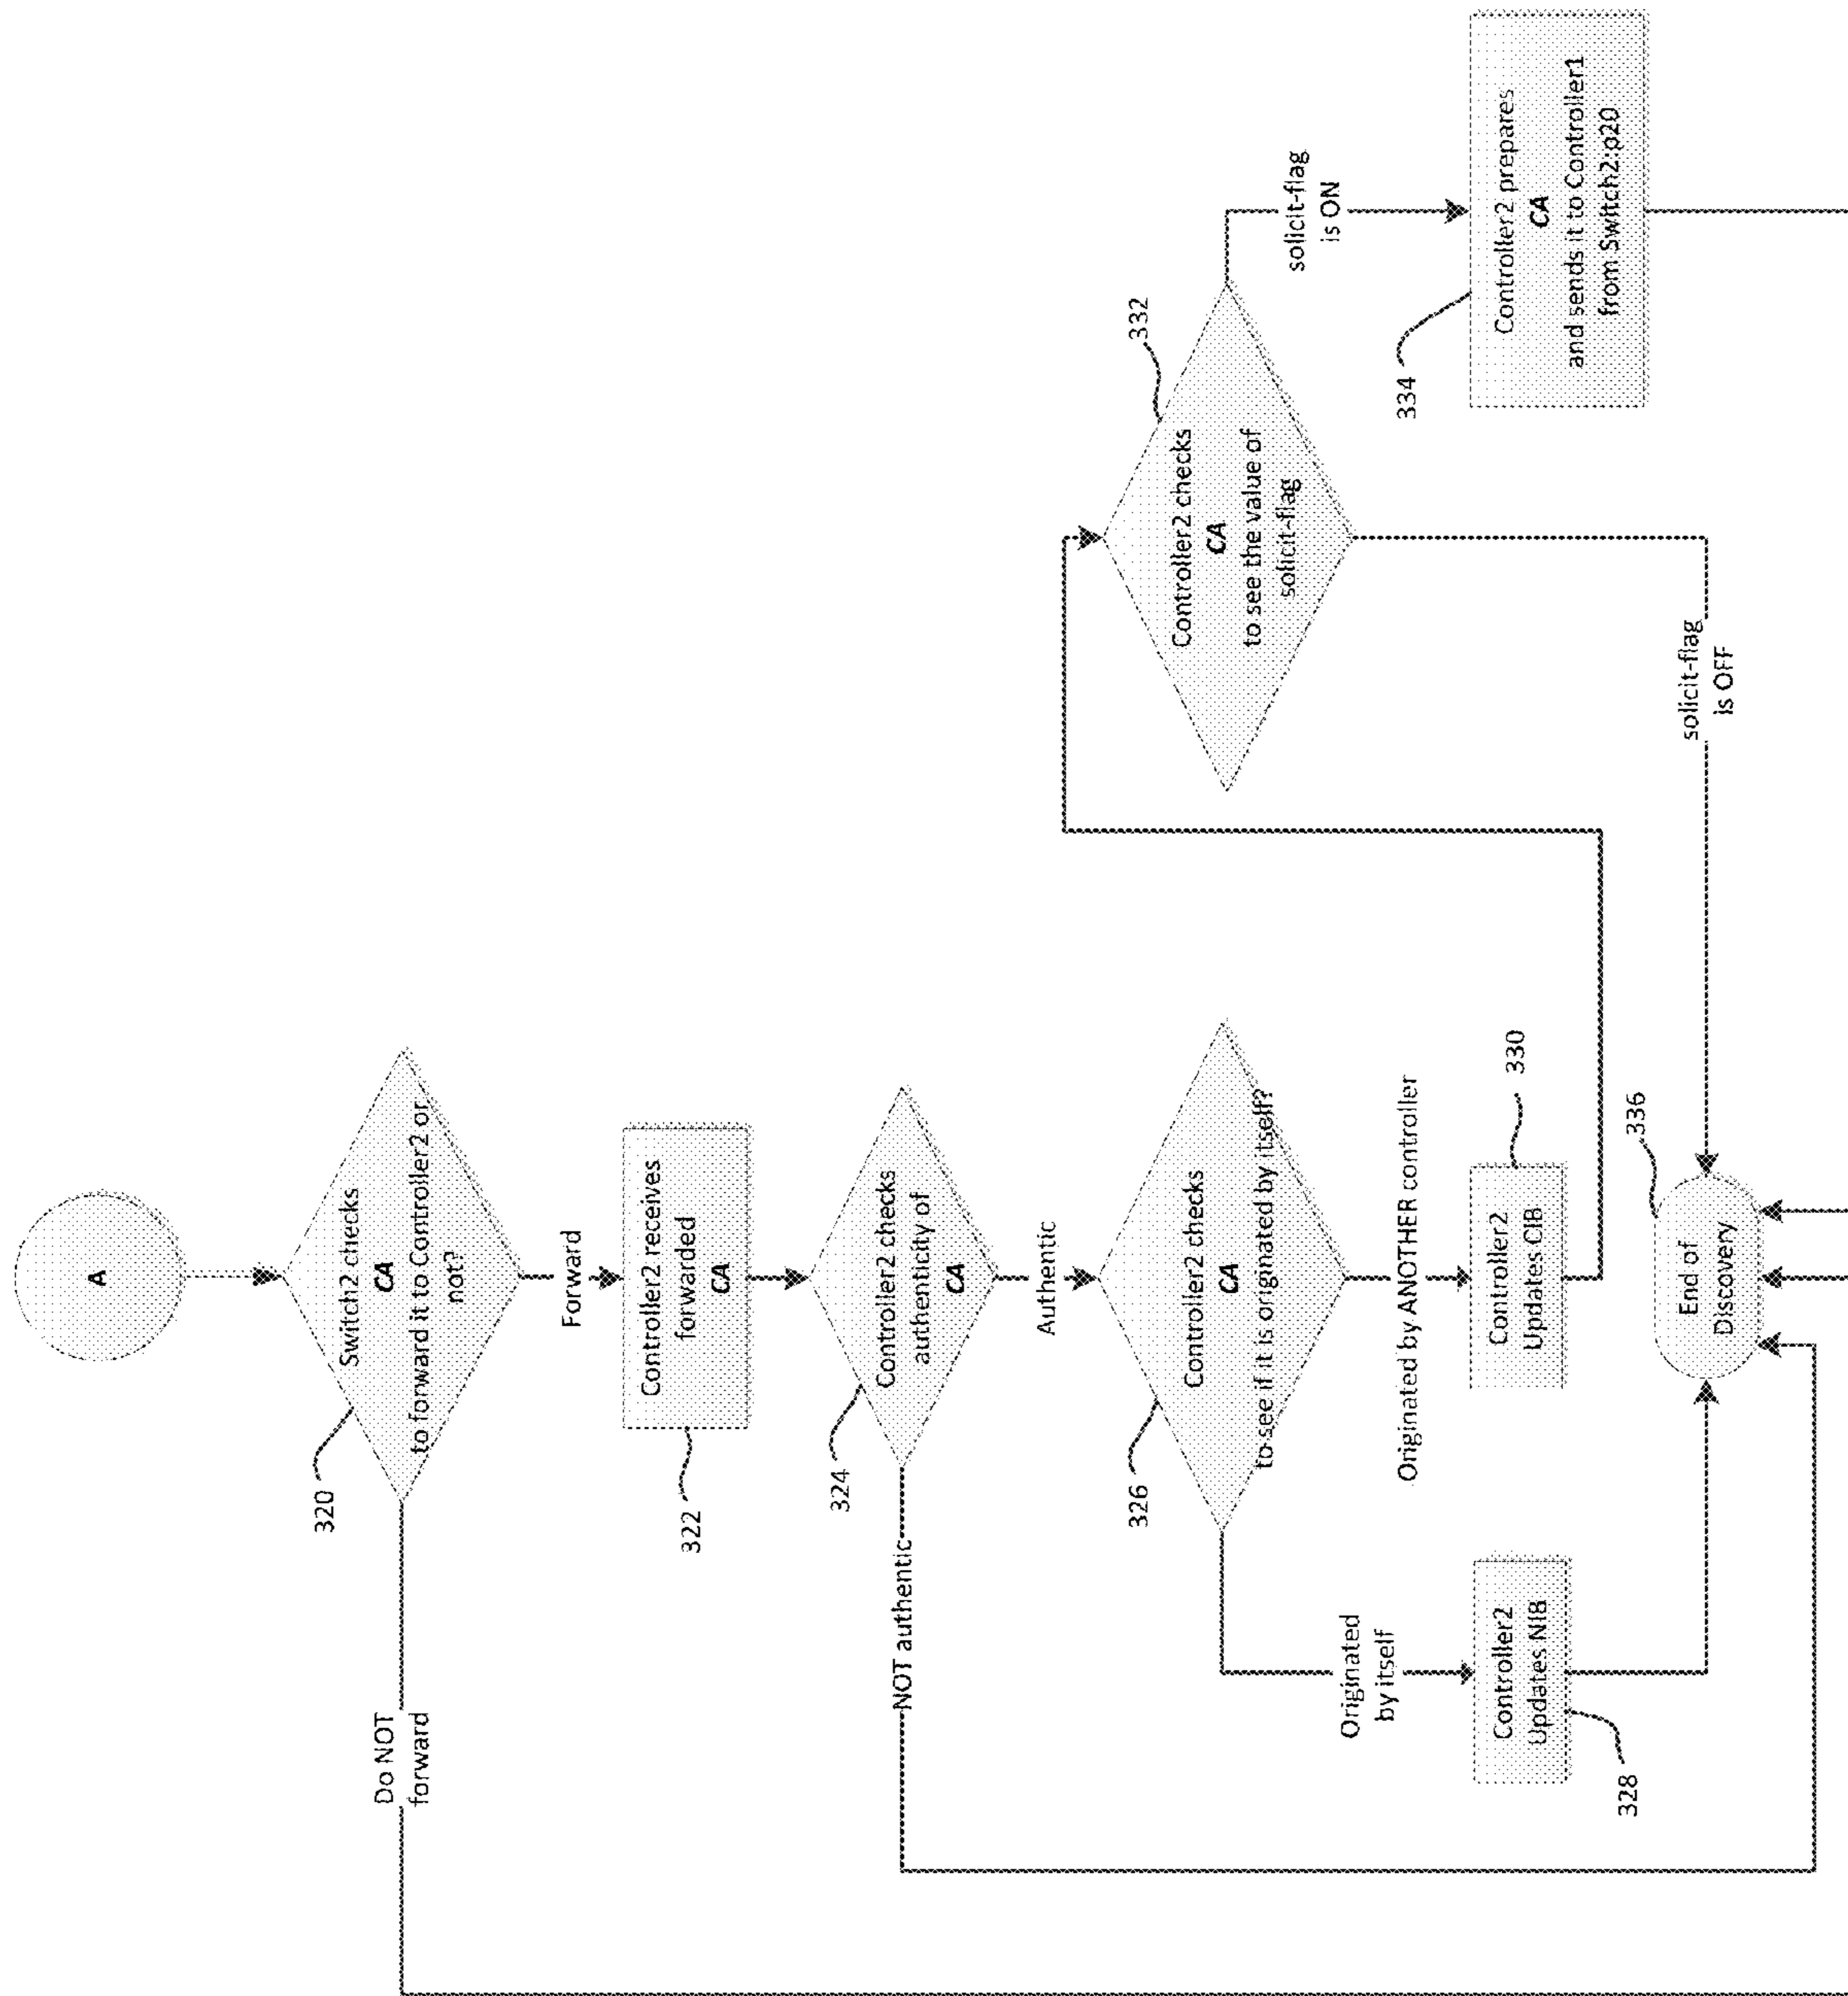 A
Switch2 checks
CA
to forward it to Controller2 or
not?
320
Do NOT
forward
Forward
Controller2 receives
forwarded
CA
322
Controller2 checks
authenticity of
CA
324
NOT authentic
Authentic
Controller2 checks
CA
to see if it is originated by itself?
326
Originated
by itself
Originated by ANOTHER controller
Controller2
Updates NIB
328
Controller2
Updates CIB
330
Controller2 checks
CA
to see the value of
solicit-flag
332
solicit-flag
is ON
Controller2 prepares
CA
and sends it to Controller1
from Switch2:p20
334
solicit-flag
is OFF
End of
Discovery
336